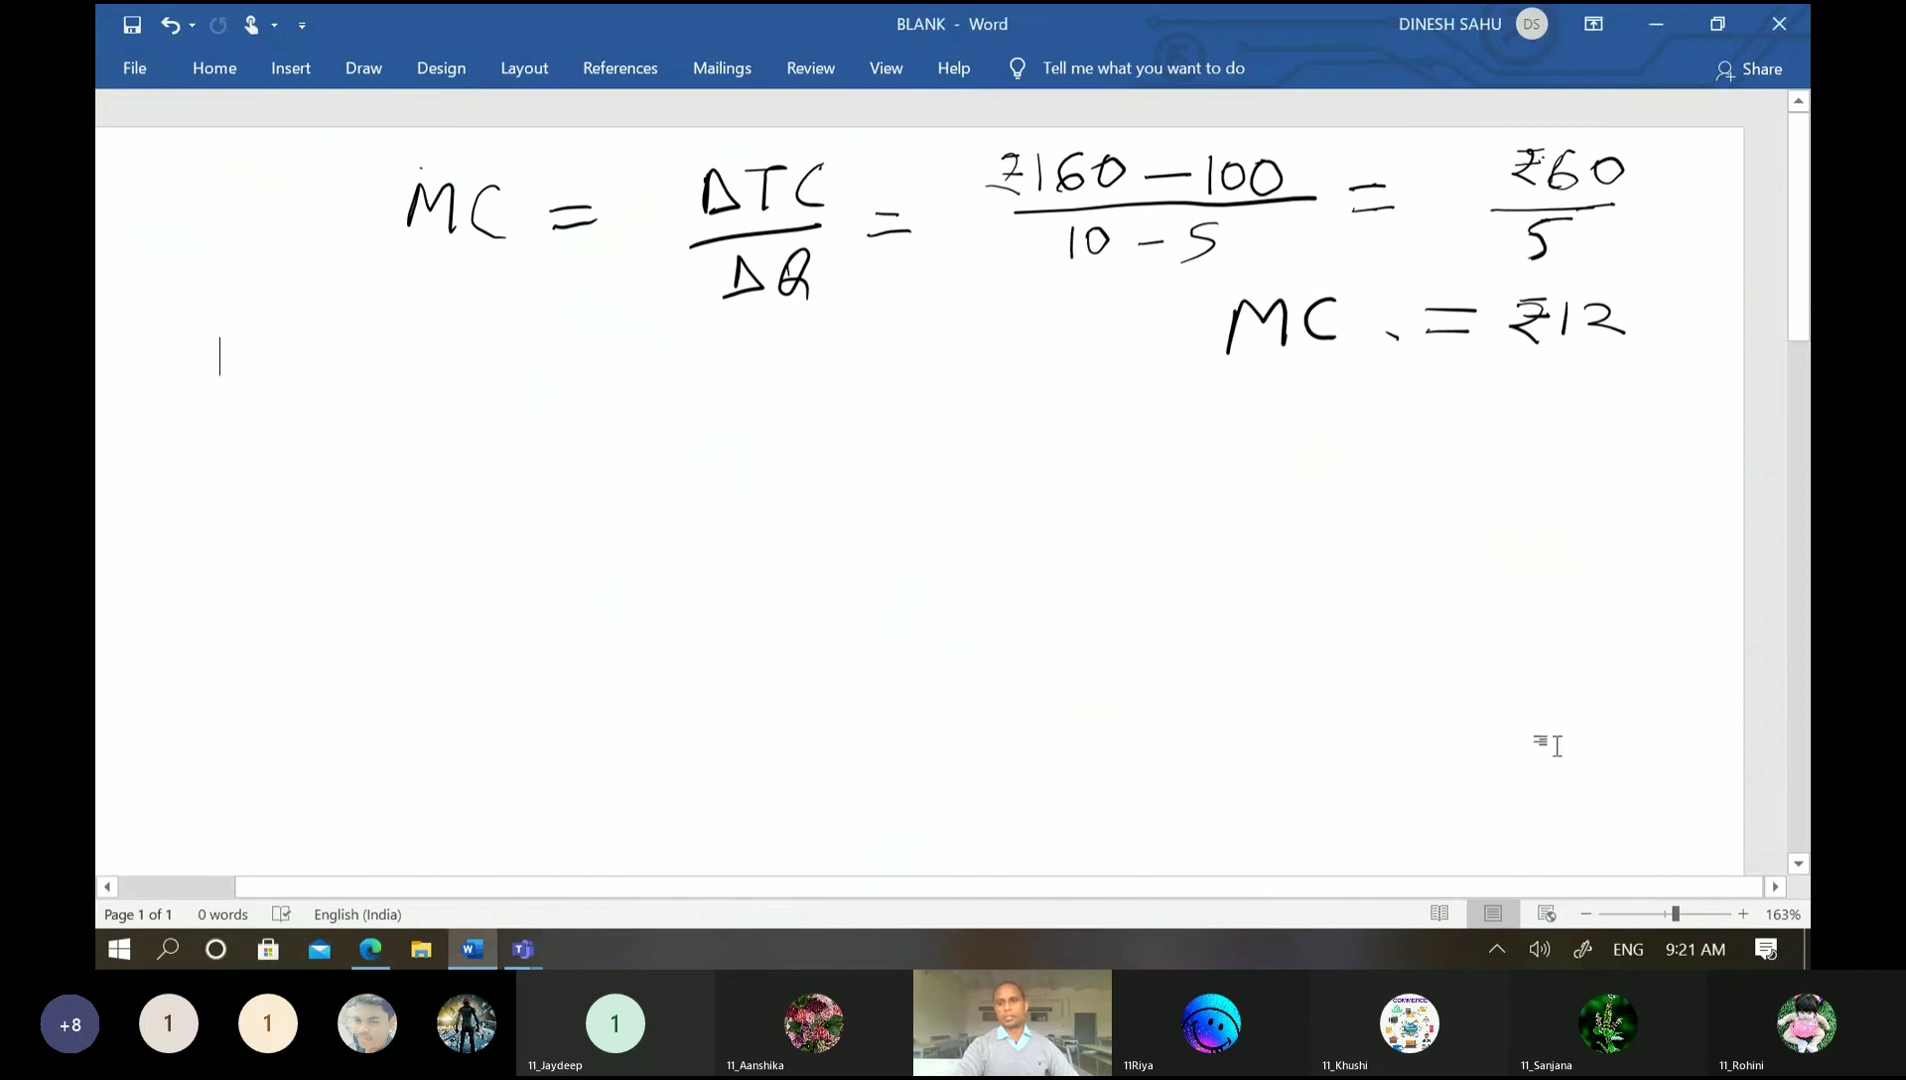 BLANK - Word
DINESH SAHU DS
File Home Insert Draw Design Layout References Mailings Review View Help Tell me what you want to do Share
MC = ΔTC / ΔQ = ₹160 - 100 / 10 - 5 = ₹60 / 5
MC . = ₹12
Page 1 of 1 0 words English (India) 163%
ENG 9:21 AM
+8 1 1 1
COMMERCE
11_Jaydeep 11_Aanshika 11Riya 11_Khushi 11_Sanjana 11_Rohini